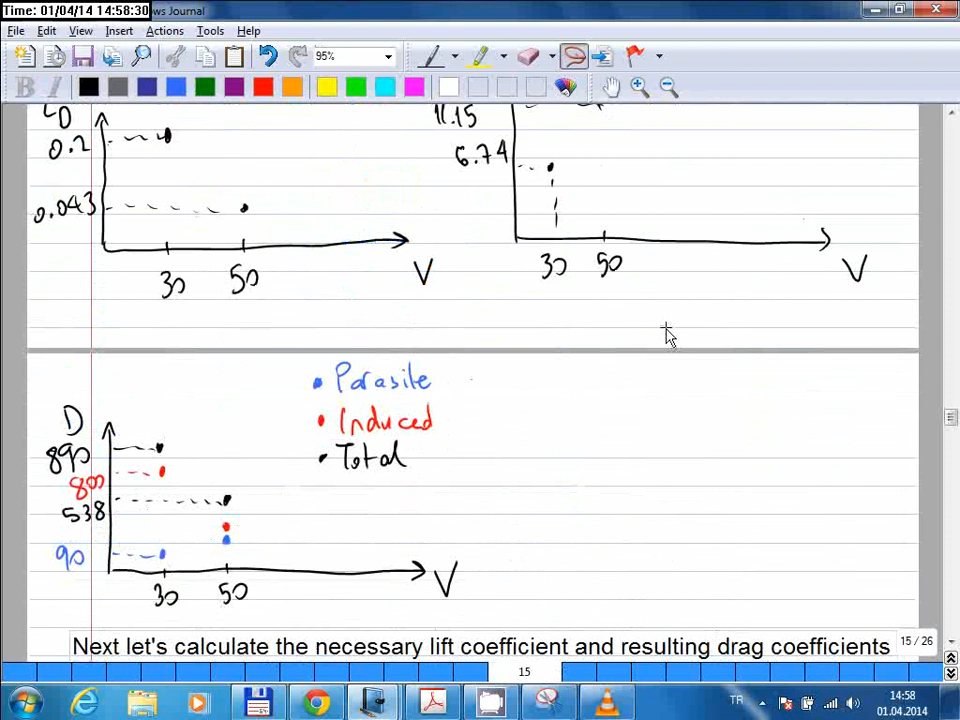 Time: 01/04/14 14:58:30
ows Journal
File Edit View Insert Actions Tools Help
95%
B I
D
0.2
0.043
30 50
V
11.15
6.74
30 50
V
Parasite
Induced
Total
D
890
800
538
90
30 50
V
Next let's calculate the necessary lift coefficient and resulting drag coefficients
15 / 26
15
TR
14:58
01.04.2014